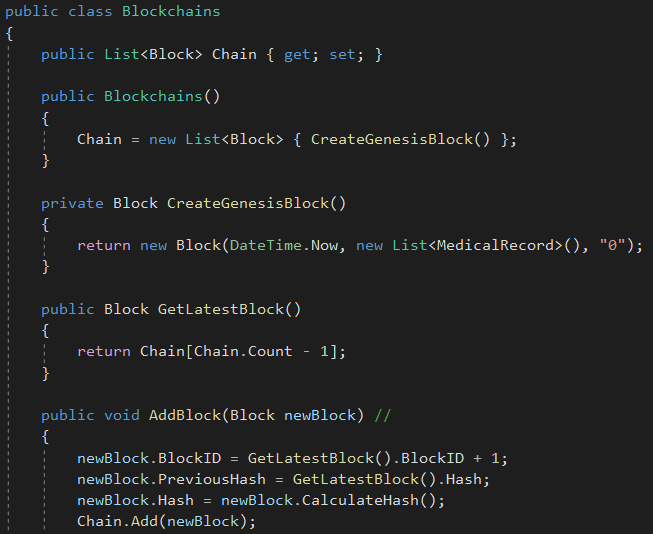 public class Blockchains
{
public List<Block> Chain { get; set; }
public Blockchains()
{
Chain = new List<Block> { CreateGenesisBlock() };
}
private Block CreateGenesisBlock()
{
return new Block(DateTime.Now, new List<MedicalRecord>(), "0");
}
public Block GetLatestBlock()
{
return Chain[Chain.Count - 1];
}
public void AddBlock(Block newBlock) //
{
newBlock.BlockID = GetLatestBlock().BlockID + 1;
newBlock.PreviousHash = GetLatestBlock().Hash;
newBlock.Hash = newBlock.CalculateHash();
Chain.Add(newBlock);